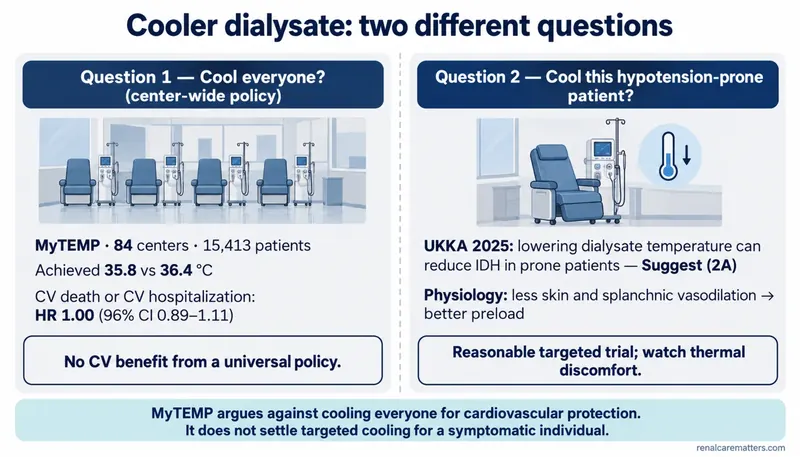 Cooler dialysate: two different questions
Question 1 — Cool everyone?
(center-wide policy)
MyTEMP · 84 centers · 15,413 patients
Achieved 35.8 vs 36.4 °C
CV death or CV hospitalization:
HR 1.00 (96% CI 0.89–1.11)
No CV benefit from a universal policy.
Question 2 — Cool this hypotension-prone
patient?
UKKA 2025: lowering dialysate temperature can
reduce IDH in prone patients — Suggest (2A)
Physiology: less skin and splanchnic vasodilation →
better preload
Reasonable targeted trial; watch thermal
discomfort.
MyTEMP argues against cooling everyone for cardiovascular protection.
It does not settle targeted cooling for a symptomatic individual.
renalcarematters.com